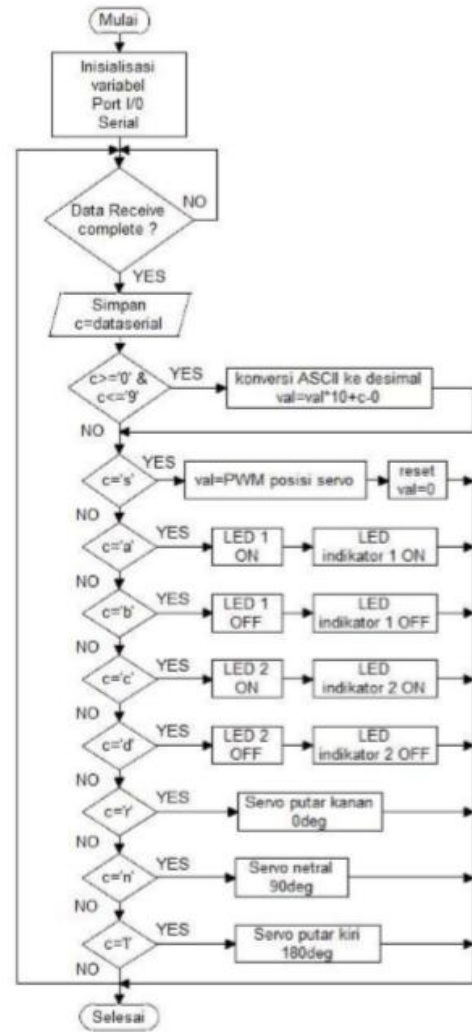 Mulai
Inisialisasi
variabel
Port I/0
Serial
NO
Data Receive
complete ?
YES
Simpan
c=dataserial
c>='0' &
c<='9'
YES
konversi ASCII ke desimal
val=val*10+c-0
NO
c='s'
YES
val=PWM posisi servo
reset
val=0
NO
c='a'
YES
LED 1
ON
LED
indikator 1 ON
NO
c='b'
YES
LED 1
OFF
LED
indikator 1 OFF
NO
c='c'
YES
LED 2
ON
LED
indikator 2 ON
NO
c='d'
YES
LED 2
OFF
LED
indikator 2 OFF
NO
c='r'
YES
Servo putar kanan
0deg
NO
c='n'
YES
Servo netral
90deg
NO
c='l'
YES
Servo putar kiri
180deg
NO
Selesai